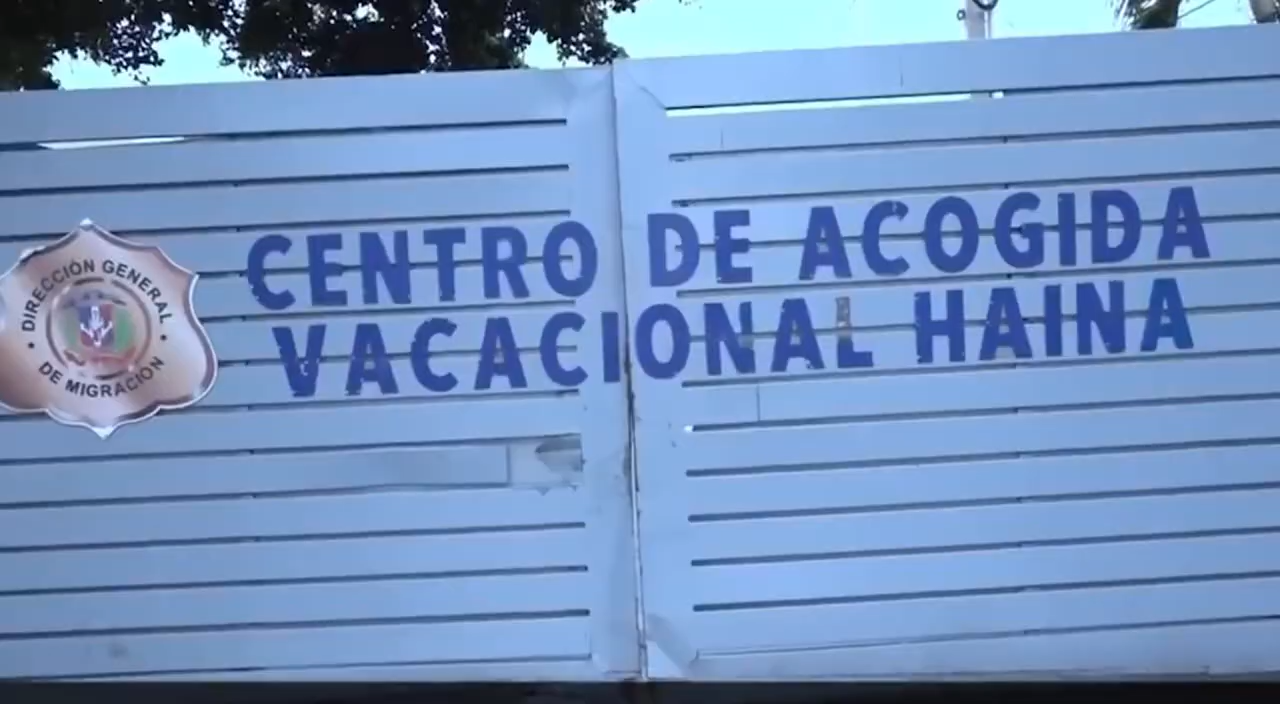 DIRECCIÓN GENERAL
DE MIGRACIÓN
CENTRO DE ACOGIDA
VACACIONAL HAINA